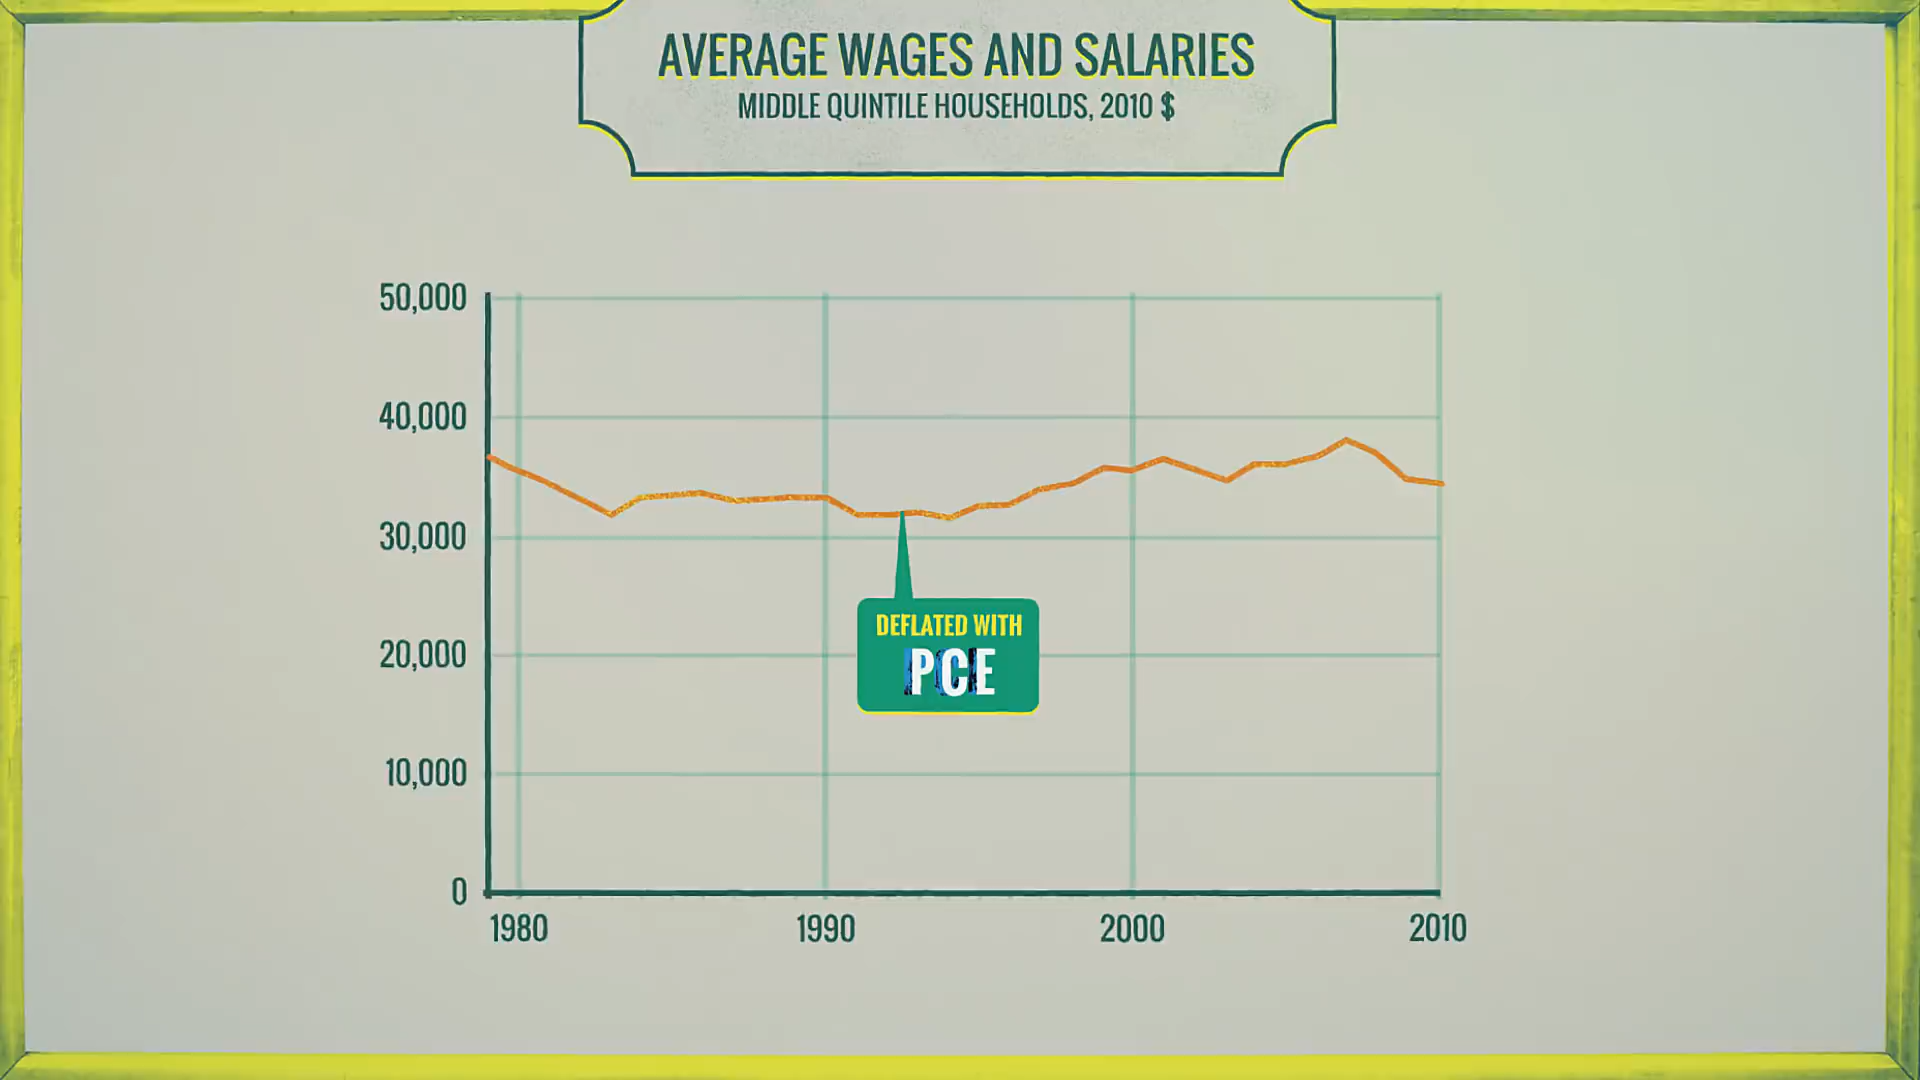 AVERAGE WAGES AND SALARIES
MIDDLE QUINTILE HOUSEHOLDS, 2010 $
50,000
40,000
30,000
20,000
10,000
0
DEFLATED WITH
PCE
1980
1990
2000
2010